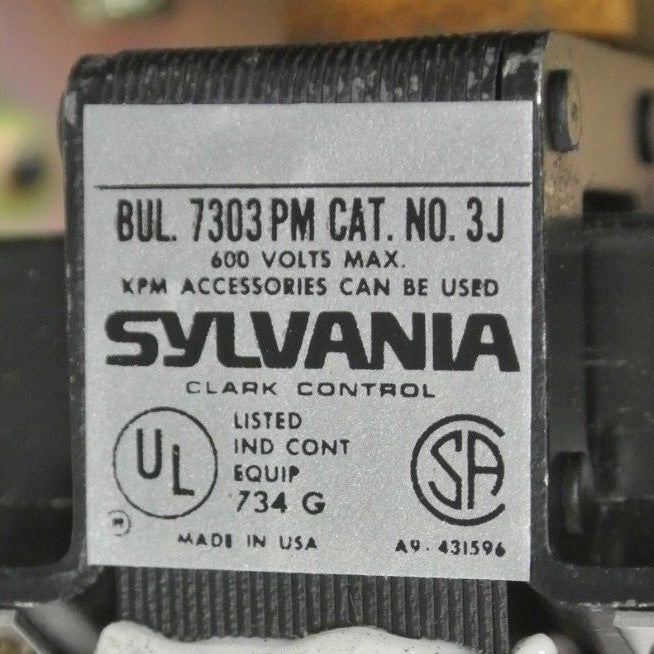 BUL. 7303 PM CAT. NO. 3J
600 VOLTS MAX.
KPM ACCESSORIES CAN BE USED
SYLVANIA
CLARK CONTROL
UL
®
LISTED
IND CONT
EQUIP
734 G
CSA
MADE IN USA
A9-431596